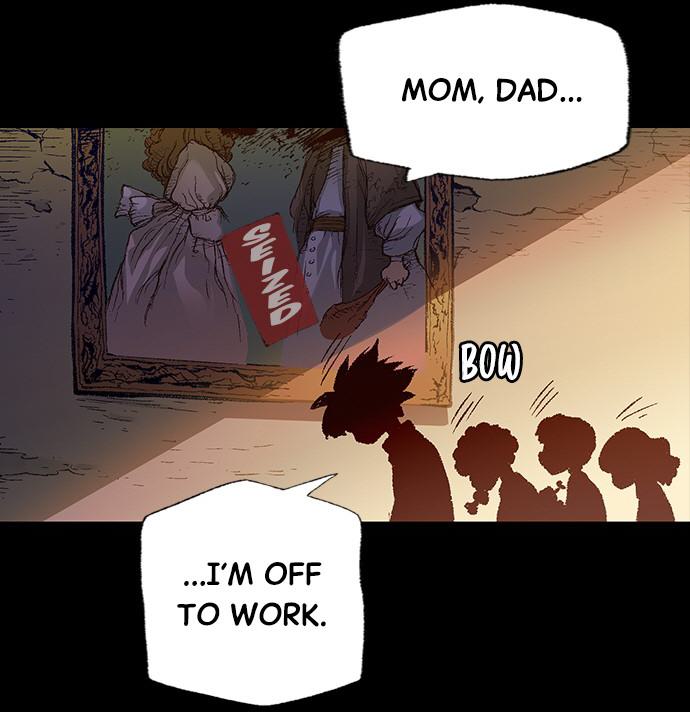 MOM, DAD...
SEIZED
BOW
...I'M OFF
TO WORK.